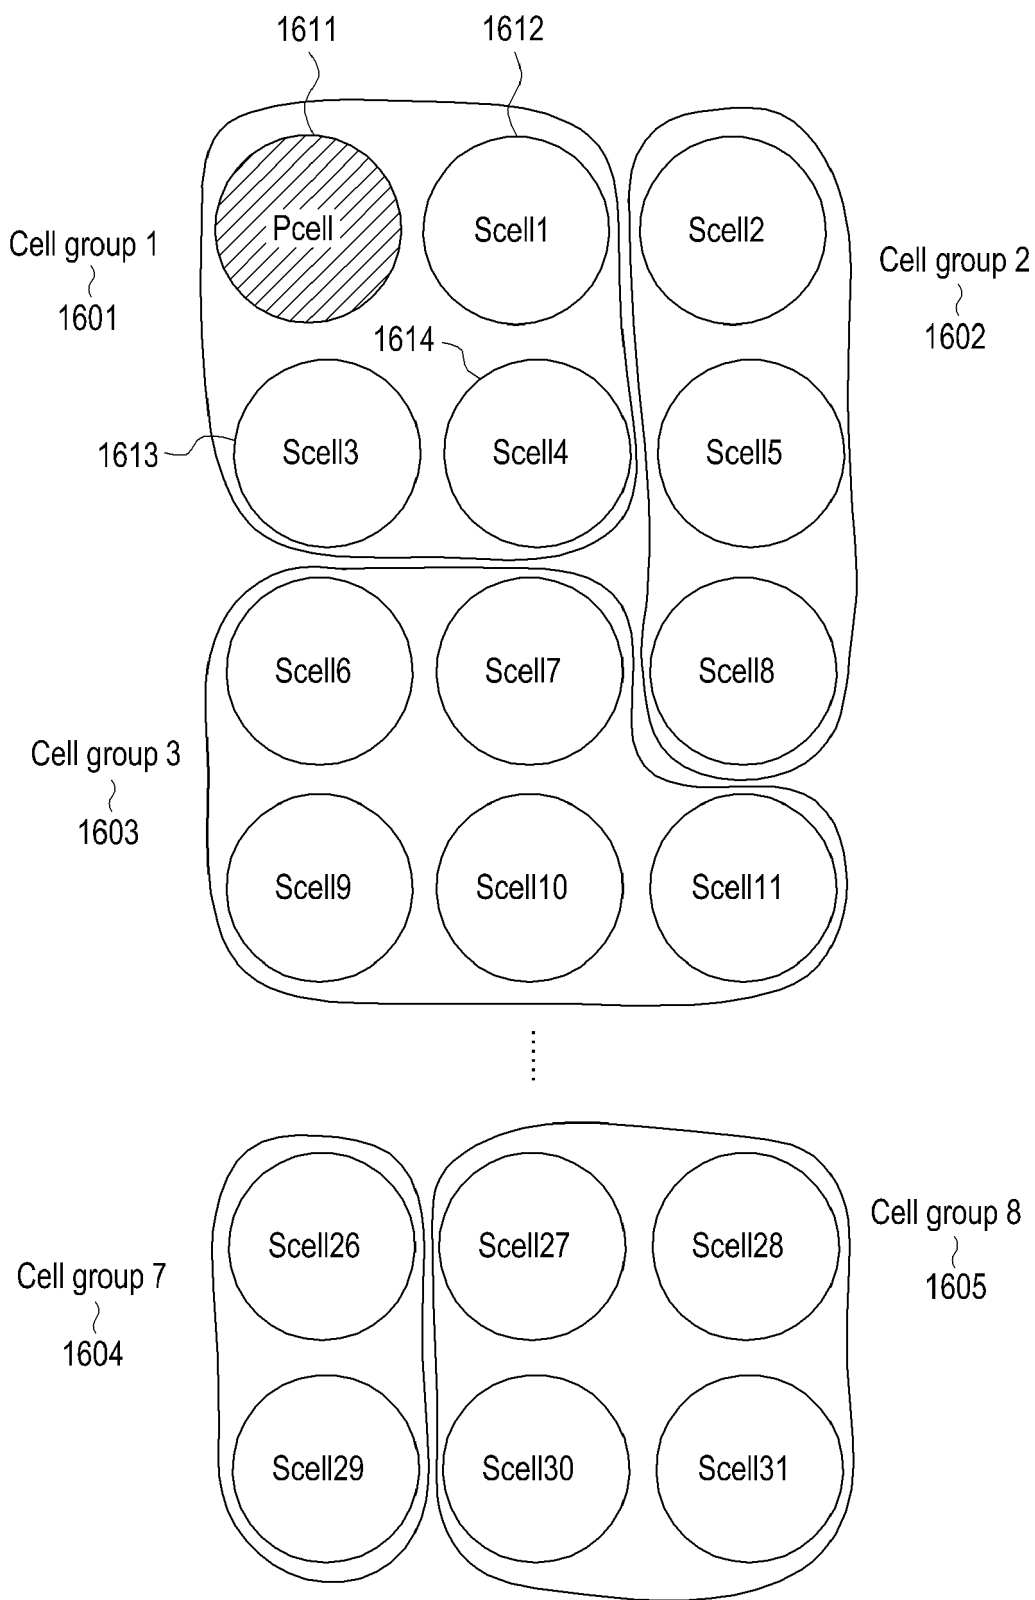 1611
1612
Pcell
Scell1
Scell2
Cell group 1
1601
Cell group 2
1602
1614
1613
Scell3
Scell4
Scell5
Scell6
Scell7
Scell8
Cell group 3
1603
Scell9
Scell10
Scell11
Scell26
Scell27
Scell28
Cell group 7
1604
Cell group 8
1605
Scell29
Scell30
Scell31